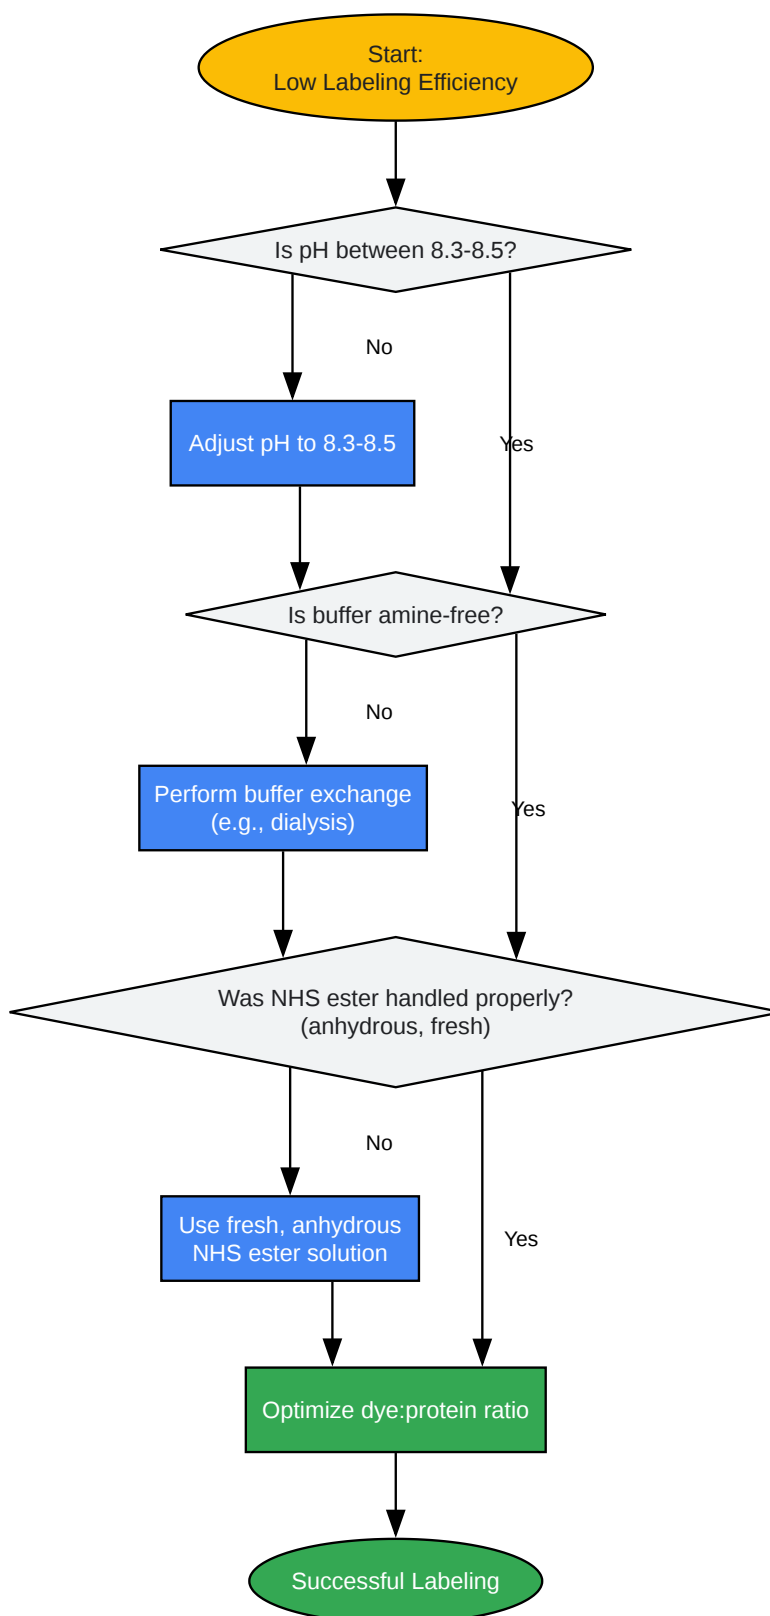 Start:
Low Labeling Efficiency
Is pH between 8.3-8.5?
No
Adjust pH to 8.3-8.5
Yes
Is buffer amine-free?
No
Perform buffer exchange
(e.g., dialysis)
Yes
Was NHS ester handled properly?
(anhydrous, fresh)
No
Use fresh, anhydrous
NHS ester solution
Yes
Optimize dye:protein ratio
Successful Labeling